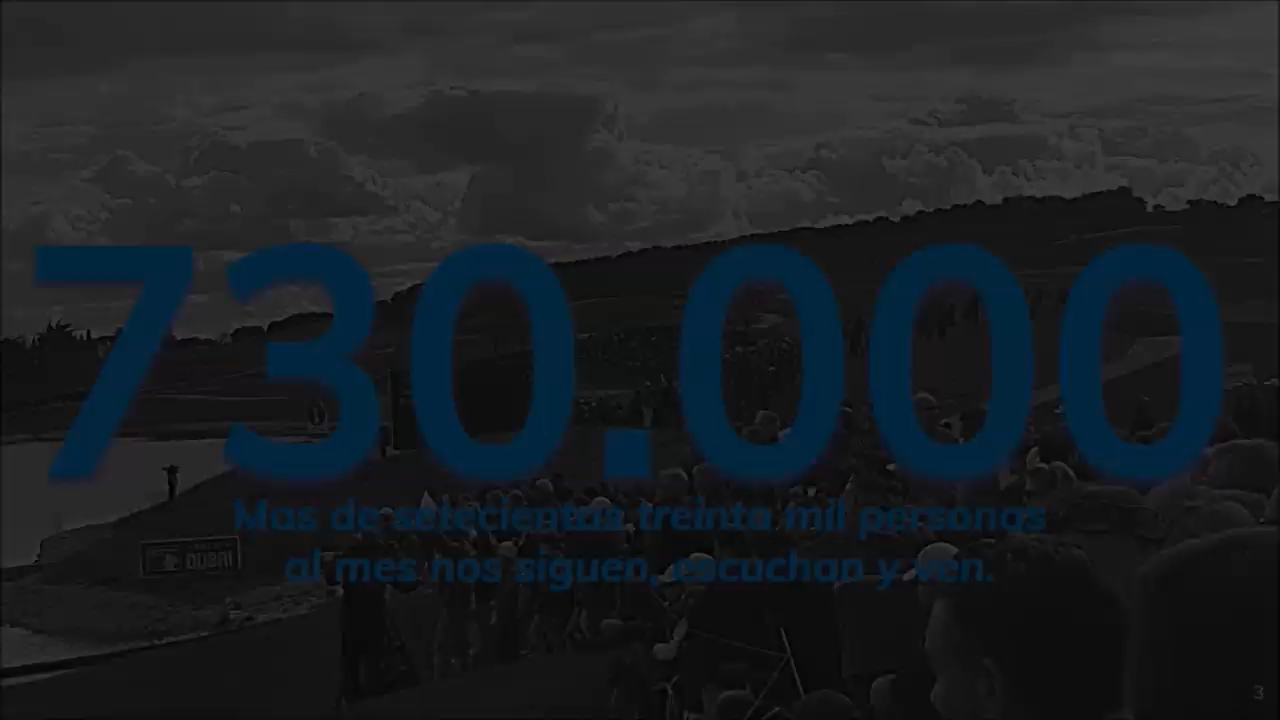 730.000
Mas de setecientas treinta mil personas
al mes nos siguen, escuchan y ven.
DUBAI
3